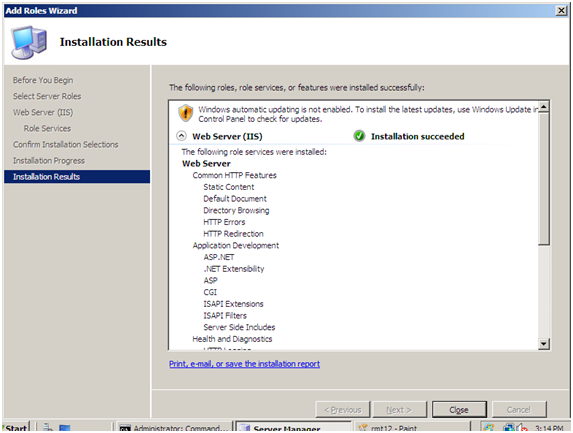 Add Roles Wizard
Installation Results
Before You Begin
Select Server Roles
Web Server (IIS)
Role Services
Confirm Installation Selections
Installation Progress
Installation Results
The following roles, role services, or features were installed successfully:
Windows automatic updating is not enabled. To install the latest updates, use Windows Update in
Control Panel to check for updates.
Web Server (IIS) Installation succeeded
The following role services were installed:
Web Server
Common HTTP Features
Static Content
Default Document
Directory Browsing
HTTP Errors
HTTP Redirection
Application Development
ASP.NET
.NET Extensibility
ASP
CGI
ISAPI Extensions
ISAPI Filters
Server Side Includes
Health and Diagnostics
HTTP Logging
Print, e-mail, or save the installation report
< Previous Next > Close Cancel
Start Administrator: Command... Server Manager rmt12 - Paint 3:14 PM